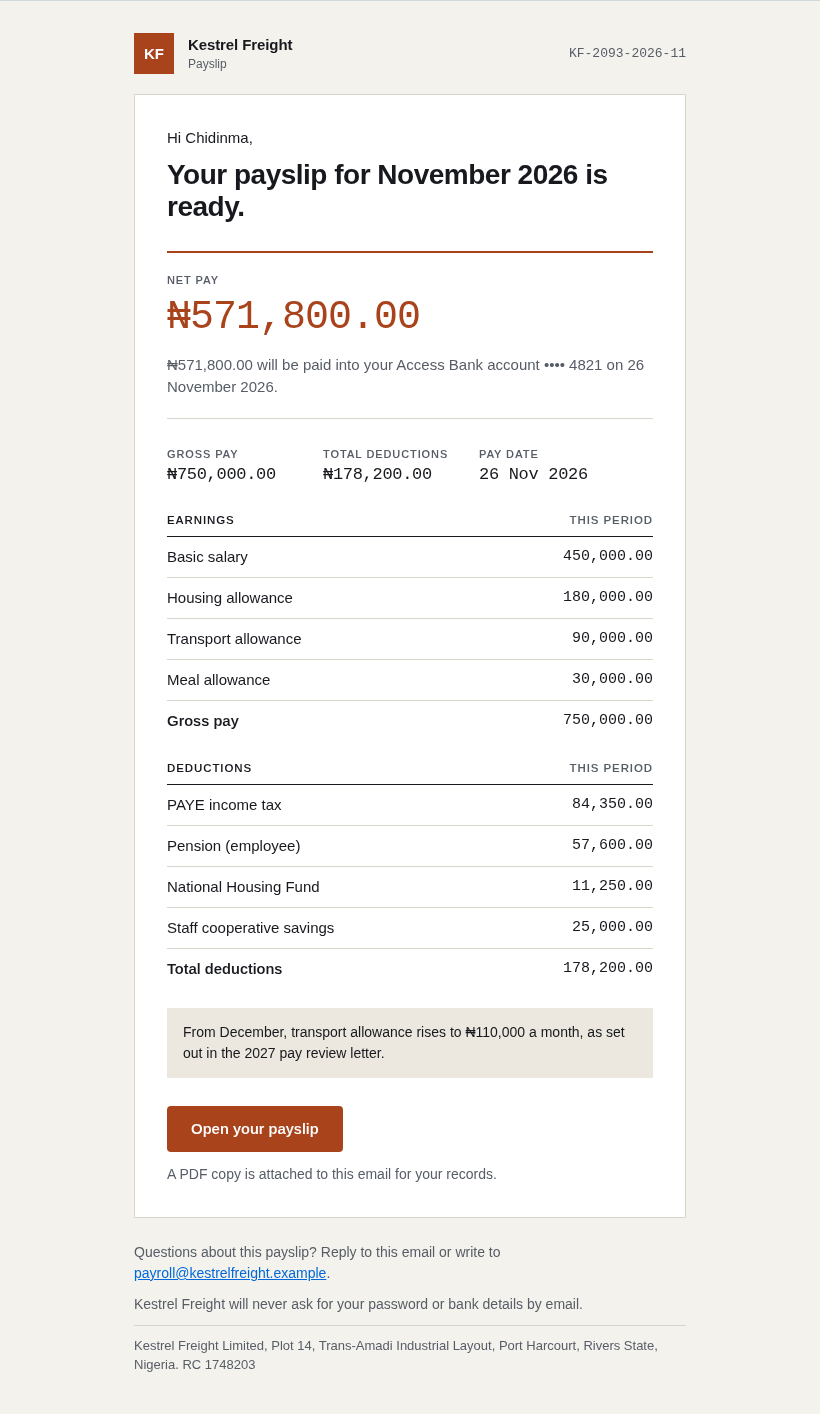 KF
Kestrel Freight
Payslip
KF-2093-2026-11
Hi Chidinma,
Your payslip for November 2026 is
ready.
NET PAY
₦571,800.00
₦571,800.00 will be paid into your Access Bank account •••• 4821 on 26
November 2026.
GROSS PAY TOTAL DEDUCTIONS PAY DATE
₦750,000.00 ₦178,200.00 26 Nov 2026
EARNINGS THIS PERIOD
Basic salary 450,000.00
Housing allowance 180,000.00
Transport allowance 90,000.00
Meal allowance 30,000.00
Gross pay 750,000.00
DEDUCTIONS THIS PERIOD
PAYE income tax 84,350.00
Pension (employee) 57,600.00
National Housing Fund 11,250.00
Staff cooperative savings 25,000.00
Total deductions 178,200.00
From December, transport allowance rises to ₦110,000 a month, as set
out in the 2027 pay review letter.
Open your payslip
A PDF copy is attached to this email for your records.
Questions about this payslip? Reply to this email or write to
payroll@kestrelfreight.example.
Kestrel Freight will never ask for your password or bank details by email.
Kestrel Freight Limited, Plot 14, Trans-Amadi Industrial Layout, Port Harcourt, Rivers State,
Nigeria. RC 1748203